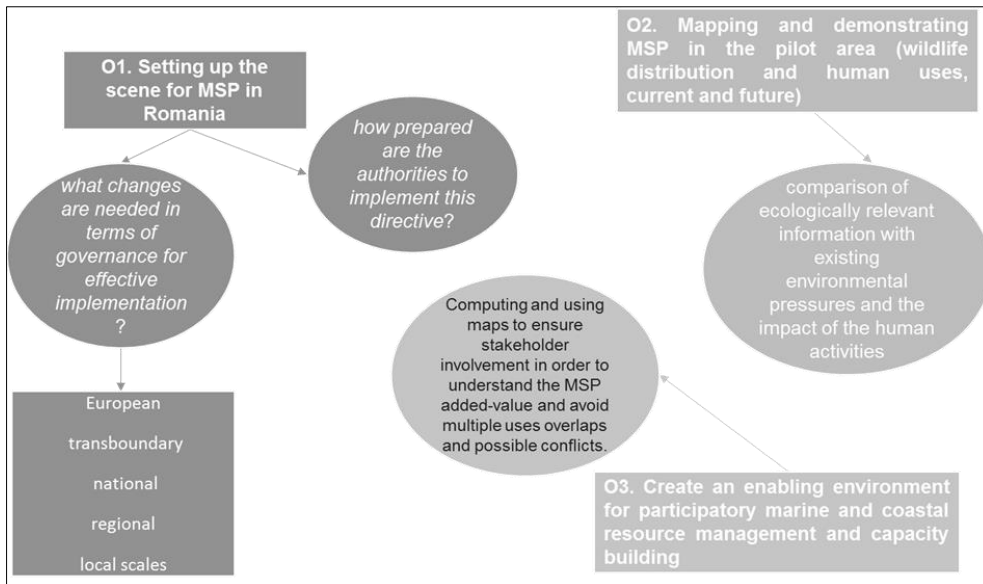 O1. Setting up the
scene for MSP in
Romania
how prepared
are the
authorities to
implement this
directive?
what changes
are needed in
terms of
governance for
effective
implementation
?
European
transboundary
national
regional
local scales
O2. Mapping and demonstrating
MSP in the pilot area (wildlife
distribution and human uses,
current and future)
comparison of
ecologically relevant
information with
existing
environmental
pressures and the
impact of the human
activities
Computing and using
maps to ensure
stakeholder
involvement in order to
understand the MSP
added-value and avoid
multiple uses overlaps
and possible conflicts.
O3. Create an enabling environment
for participatory marine and coastal
resource management and capacity
building